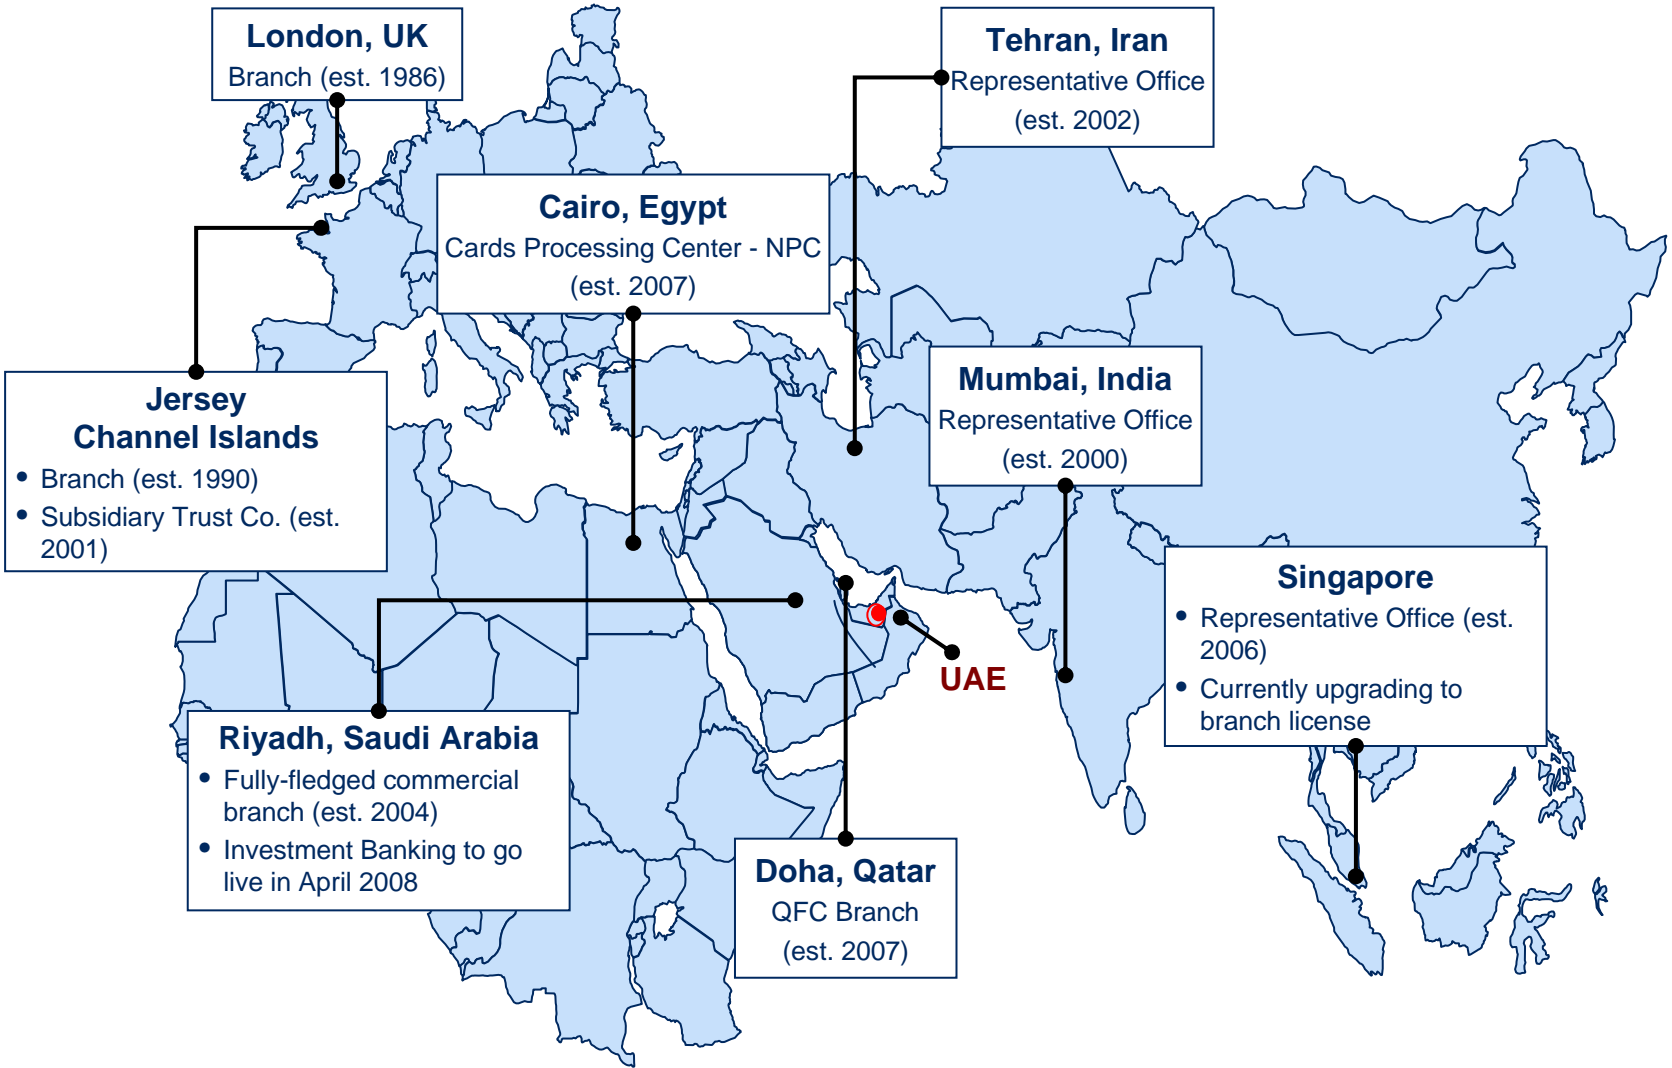 London, UK
Branch (est. 1986)
Tehran, Iran
Representative Office
(est. 2002)
Cairo, Egypt
Cards Processing Center - NPC
(est. 2007)
Mumbai, India
Representative Office
(est. 2000)
Jersey
Channel Islands
• Branch (est. 1990)
• Subsidiary Trust Co. (est.
2001)
Singapore
• Representative Office (est.
2006)
• Currently upgrading to
branch license
UAE
Riyadh, Saudi Arabia
• Fully-fledged commercial
branch (est. 2004)
• Investment Banking to go
live in April 2008
Doha, Qatar
QFC Branch
(est. 2007)